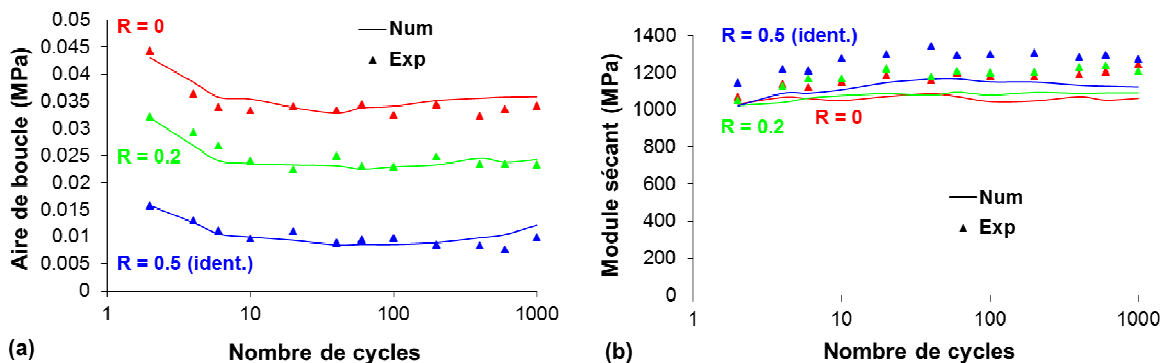 0.05
0.045
0.04
0.035
0.03
0.025
0.02
0.015
0.01
0.005
0
Aire de boucle (MPa)
R = 0
R = 0.2
R = 0.5 (ident.)
Num
Exp
1 10 100 1000
Nombre de cycles
(a)
1400
1200
1000
800
600
400
200
0
Module sécant (MPa)
R = 0.5 (ident.)
R = 0.2
R = 0
Num
Exp
1 10 100 1000
Nombre de cycles
(b)